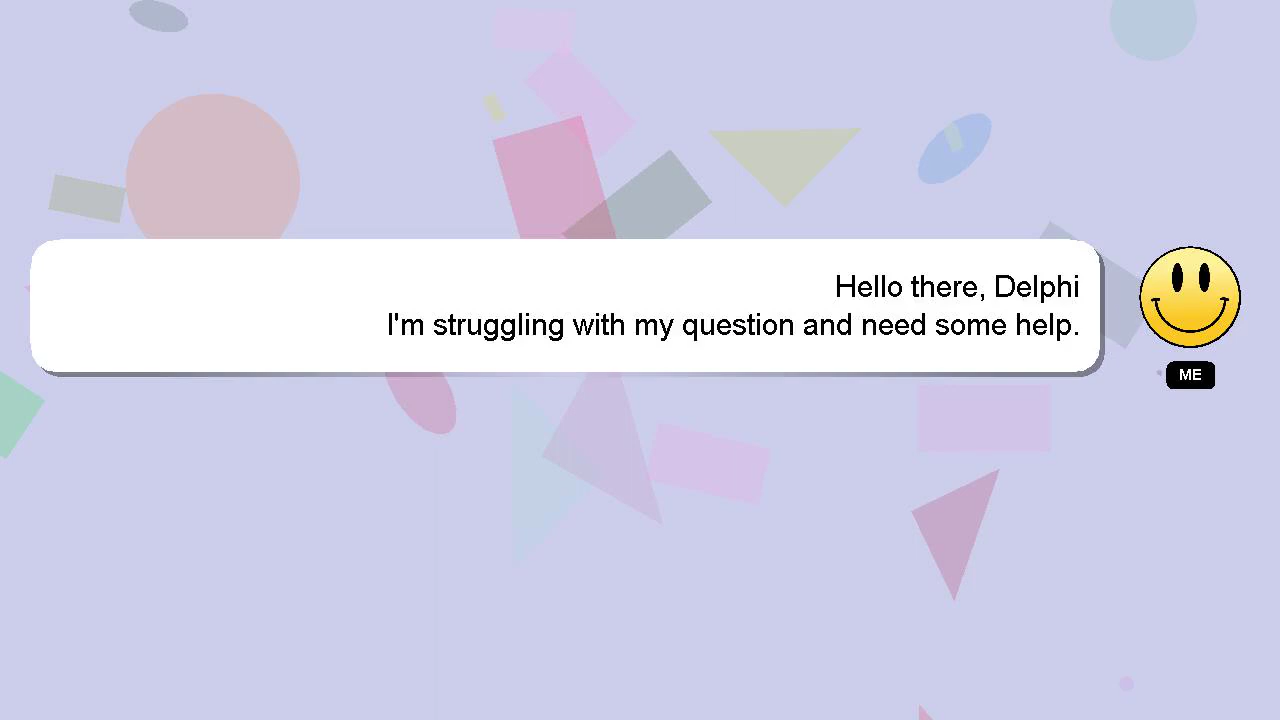 Hello there, Delphi
I'm struggling with my question and need some help.
ME